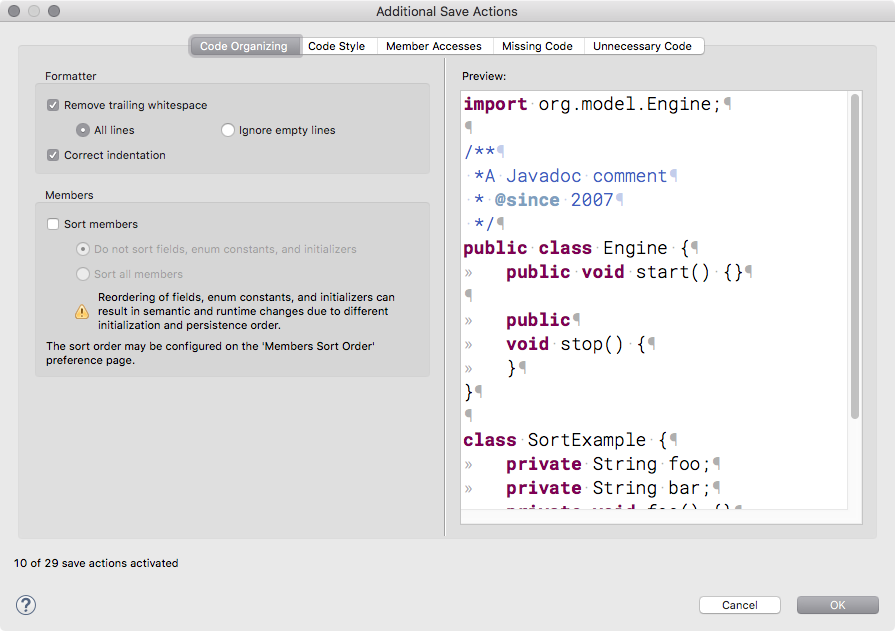 Additional Save Actions
Code Organizing Code Style Member Accesses Missing Code Unnecessary Code
Formatter
Remove trailing whitespace
All lines Ignore empty lines
Correct indentation
Members
Sort members
Do not sort fields, enum constants, and initializers
Sort all members
Reordering of fields, enum constants, and initializers can
result in semantic and runtime changes due to different
initialization and persistence order.
The sort order may be configured on the 'Members Sort Order'
preference page.
Preview:
import·org.model.Engine;¶
¶
/**¶
·*A·Javadoc·comment¶
·*·@since·2007¶
·*/¶
public·class·Engine·{¶
»	public·void·start()·{}¶
¶
»	public¶
»	void·stop()·{¶
»	}¶
}¶
¶
class·SortExample·{¶
»	private·String·foo;¶
»	private·String·bar;¶
10 of 29 save actions activated
?
Cancel OK